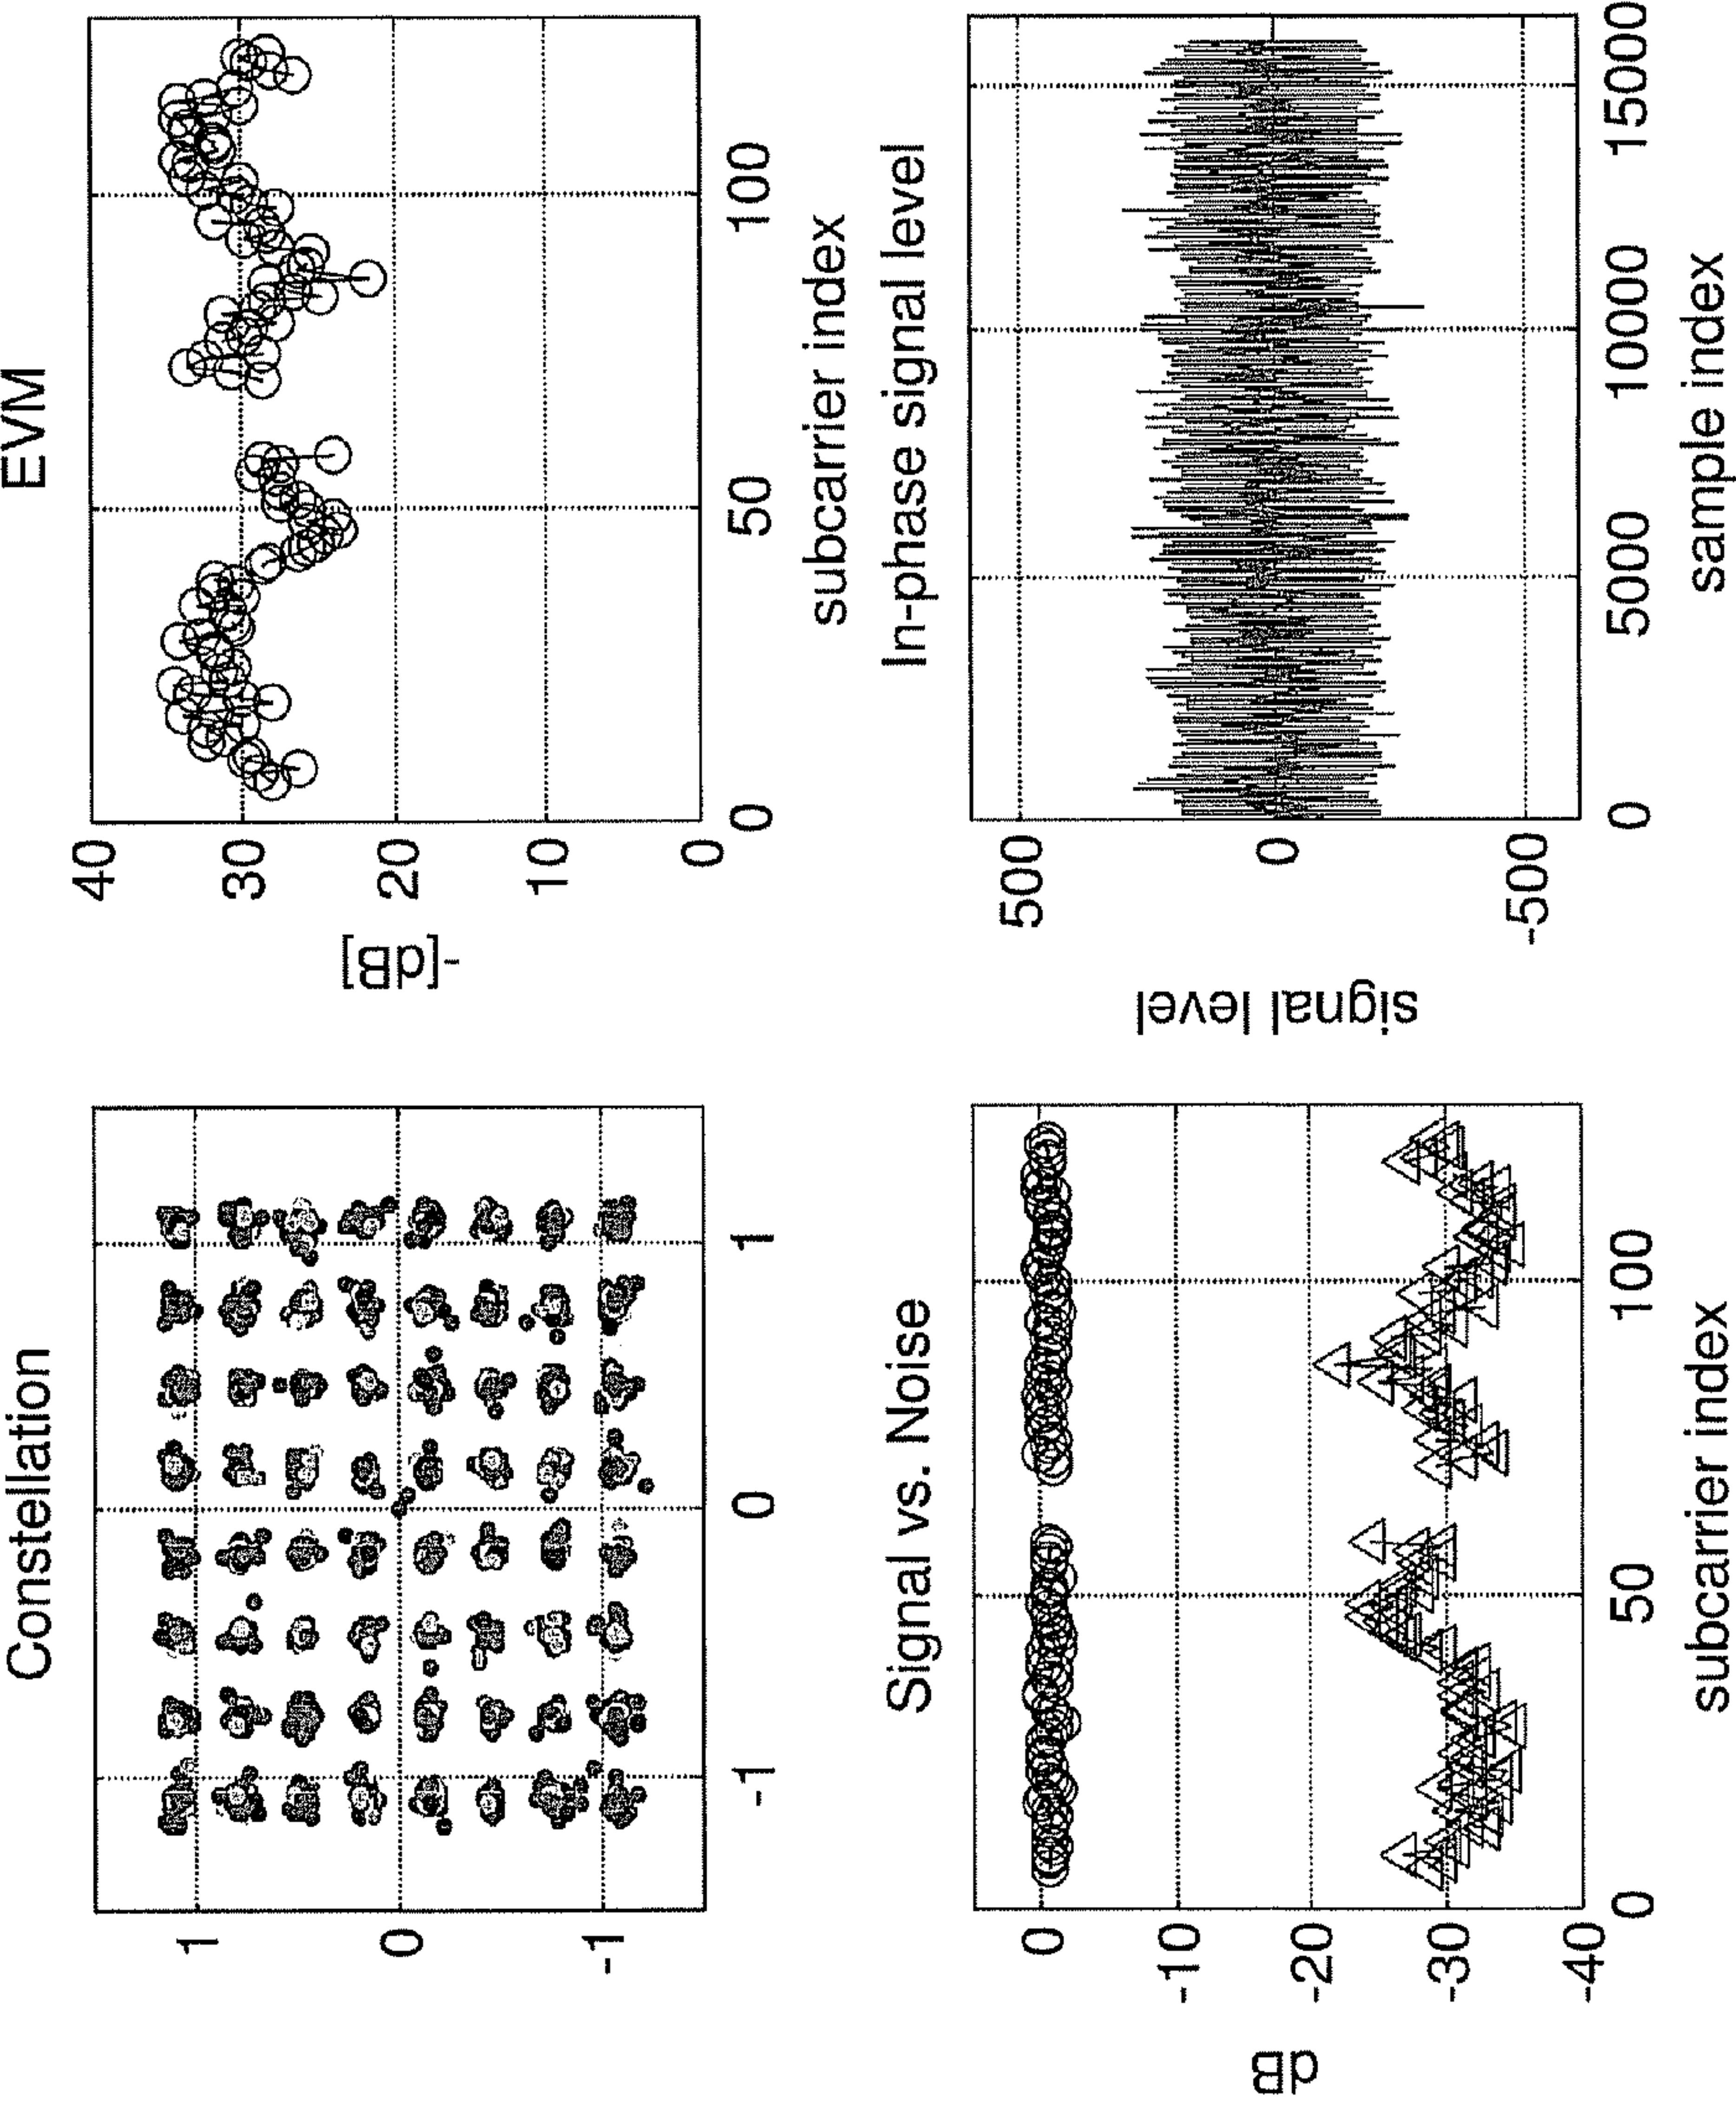 Constellation
1
0
-1
-1
0
1
EVM
-[dB]
40
30
20
10
0
0
50
100
subcarrier index
Signal vs. Noise
dB
0
-10
-20
-30
-40
0
50
100
subcarrier index
In-phase signal level
signal level
500
0
-500
0
5000
10000
15000
sample index